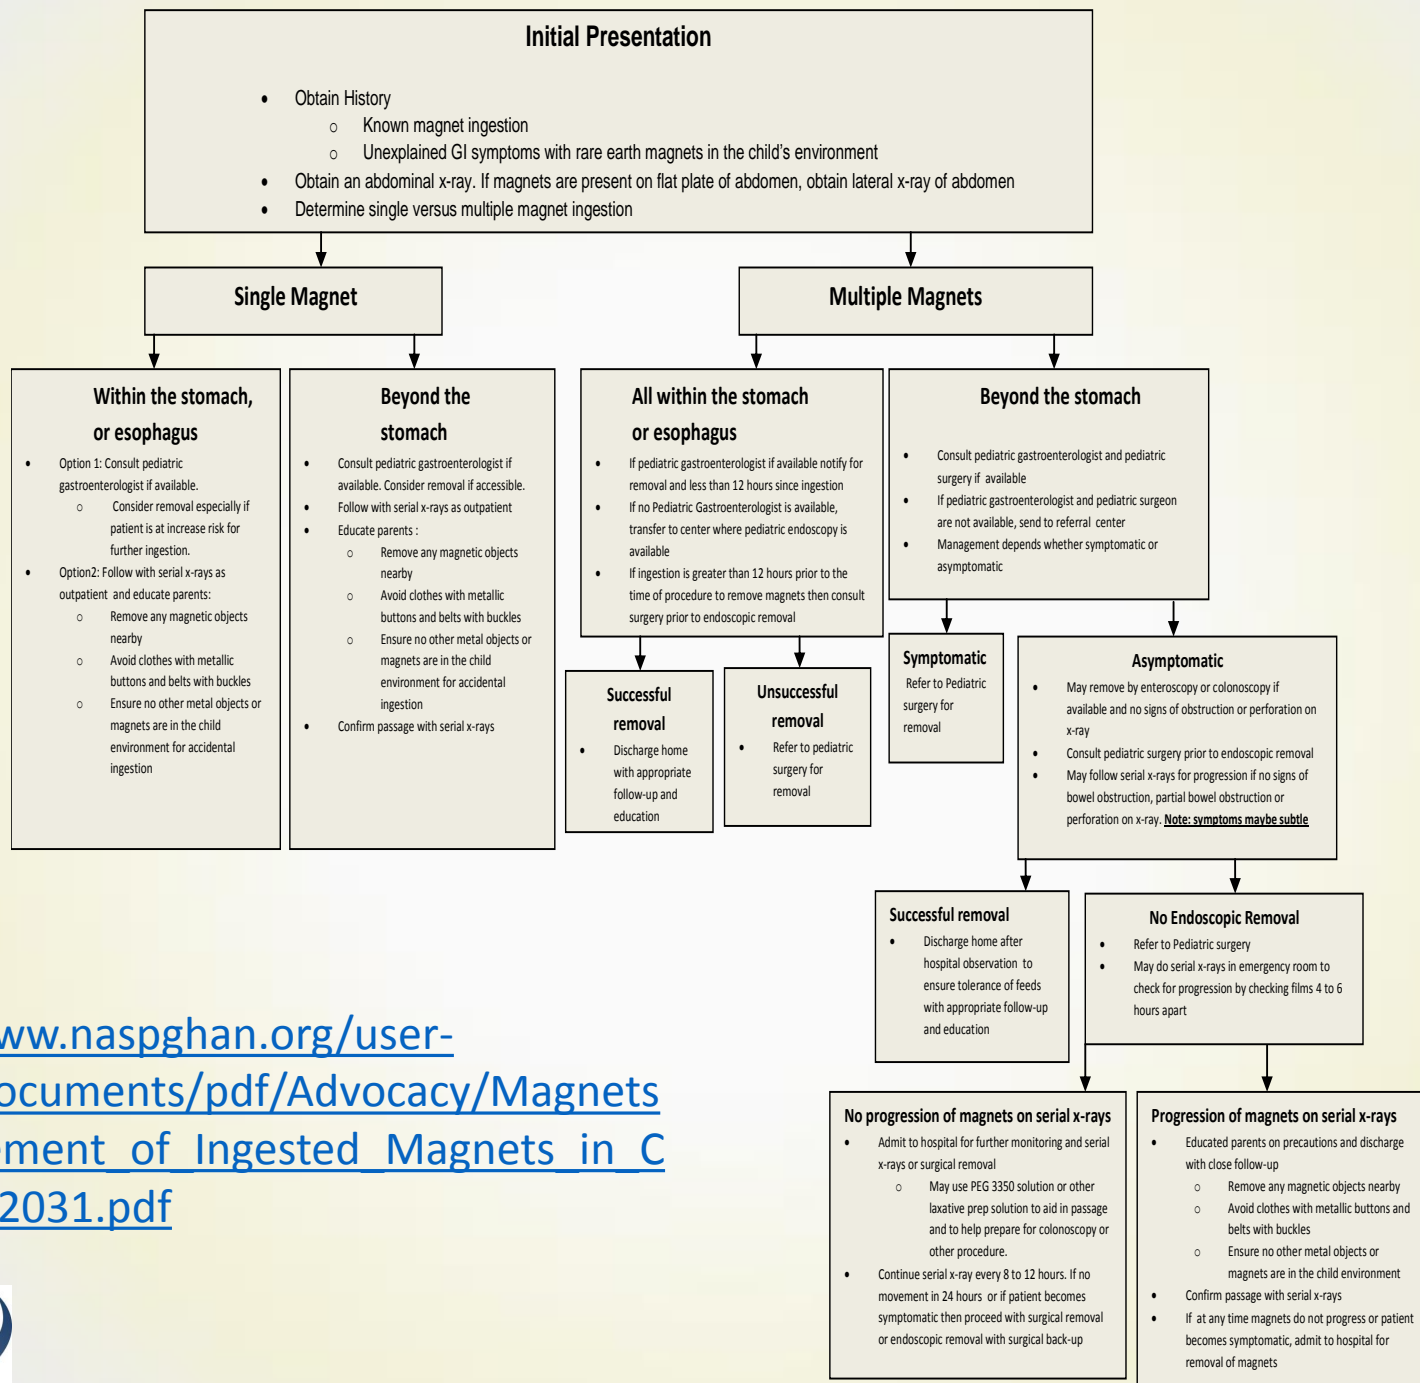 Initial Presentation
• Obtain History
o Known magnet ingestion
o Unexplained GI symptoms with rare earth magnets in the child’s environment
• Obtain an abdominal x-ray. If magnets are present on flat plate of abdomen, obtain lateral x-ray of abdomen
• Determine single versus multiple magnet ingestion
Single Magnet
Multiple Magnets
Within the stomach,
or esophagus
• Option 1: Consult pediatric
gastroenterologist if available.
o Consider removal especially if
patient is at increase risk for
further ingestion.
• Option2: Follow with serial x-rays as
outpatient and educate parents:
o Remove any magnetic objects
nearby
o Avoid clothes with metallic
buttons and belts with buckles
o Ensure no other metal objects or
magnets are in the child
environment for accidental
ingestion
Beyond the
stomach
• Consult pediatric gastroenterologist if
available. Consider removal if accessible.
• Follow with serial x-rays as outpatient
• Educate parents :
o Remove any magnetic objects
nearby
o Avoid clothes with metallic
buttons and belts with buckles
o Ensure no other metal objects or
magnets are in the child
environment for accidental
ingestion
• Confirm passage with serial x-rays
All within the stomach
or esophagus
• If pediatric gastroenterologist if available notify for
removal and less than 12 hours since ingestion
• If no Pediatric Gastroenterologist is available,
transfer to center where pediatric endoscopy is
available
• If ingestion is greater than 12 hours prior to the
time of procedure to remove magnets then consult
surgery prior to endoscopic removal
Beyond the stomach
• Consult pediatric gastroenterologist and pediatric
surgery if available
• If pediatric gastroenterologist and pediatric surgeon
are not available, send to referral center
• Management depends whether symptomatic or
asymptomatic
Successful
removal
• Discharge home
with appropriate
follow-up and
education
Unsuccessful
removal
• Refer to pediatric
surgery for
removal
Symptomatic
Refer to Pediatric
surgery for
removal
Asymptomatic
• May remove by enteroscopy or colonoscopy if
available and no signs of obstruction or perforation on
x-ray
• Consult pediatric surgery prior to endoscopic removal
• May follow serial x-rays for progression if no signs of
bowel obstruction, partial bowel obstruction or
perforation on x-ray. Note: symptoms maybe subtle
Successful removal
• Discharge home after
hospital observation to
ensure tolerance of feeds
with appropriate follow-up
and education
No Endoscopic Removal
• Refer to Pediatric surgery
• May do serial x-rays in emergency room to
check for progression by checking films 4 to 6
hours apart
No progression of magnets on serial x-rays
• Admit to hospital for further monitoring and serial
x-rays or surgical removal
o May use PEG 3350 solution or other
laxative prep solution to aid in passage
and to help prepare for colonoscopy or
other procedure.
• Continue serial x-ray every 8 to 12 hours. If no
movement in 24 hours or if patient becomes
symptomatic then proceed with surgical removal
or endoscopic removal with surgical back-up
Progression of magnets on serial x-rays
• Educated parents on precautions and discharge
with close follow-up
o Remove any magnetic objects nearby
o Avoid clothes with metallic buttons and
belts with buckles
o Ensure no other metal objects or
magnets are in the child environment
• Confirm passage with serial x-rays
• If at any time magnets do not progress or patient
becomes symptomatic, admit to hospital for
removal of magnets
ww.naspghan.org/user-
ocuments/pdf/Advocacy/Magnets
ement_of_Ingested_Magnets_in_C
2031.pdf